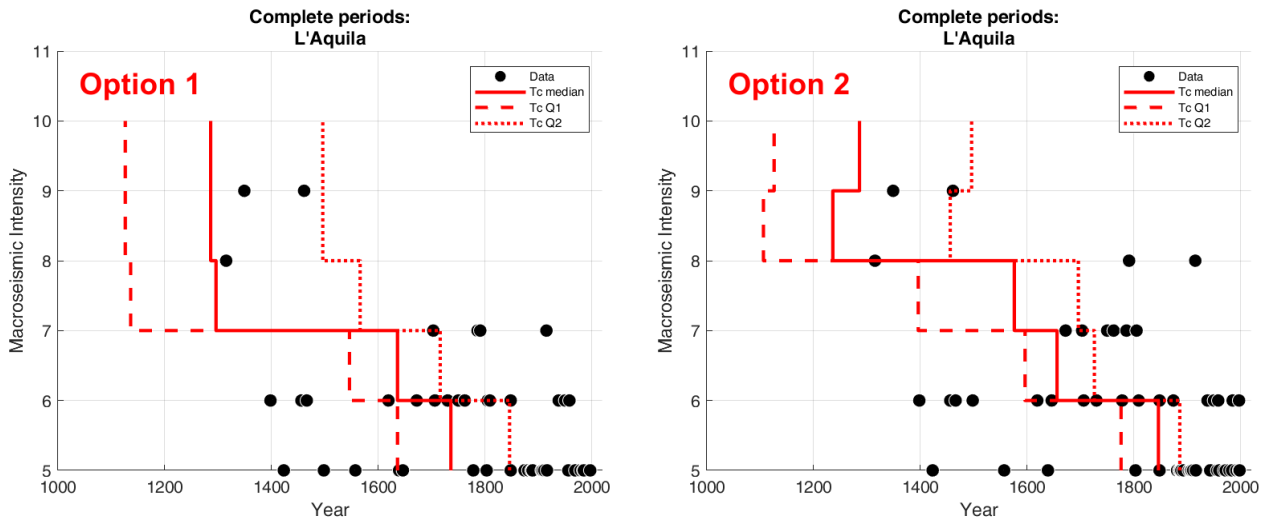 Complete periods:
L'Aquila
Option 1
Data
Tc median
Tc Q1
Tc Q2
Macroseismic Intensity
11
10
9
8
7
6
5
1000 1200 1400 1600 1800 2000
Year
Complete periods:
L'Aquila
Option 2
Data
Tc median
Tc Q1
Tc Q2
Macroseismic Intensity
11
10
9
8
7
6
5
1000 1200 1400 1600 1800 2000
Year